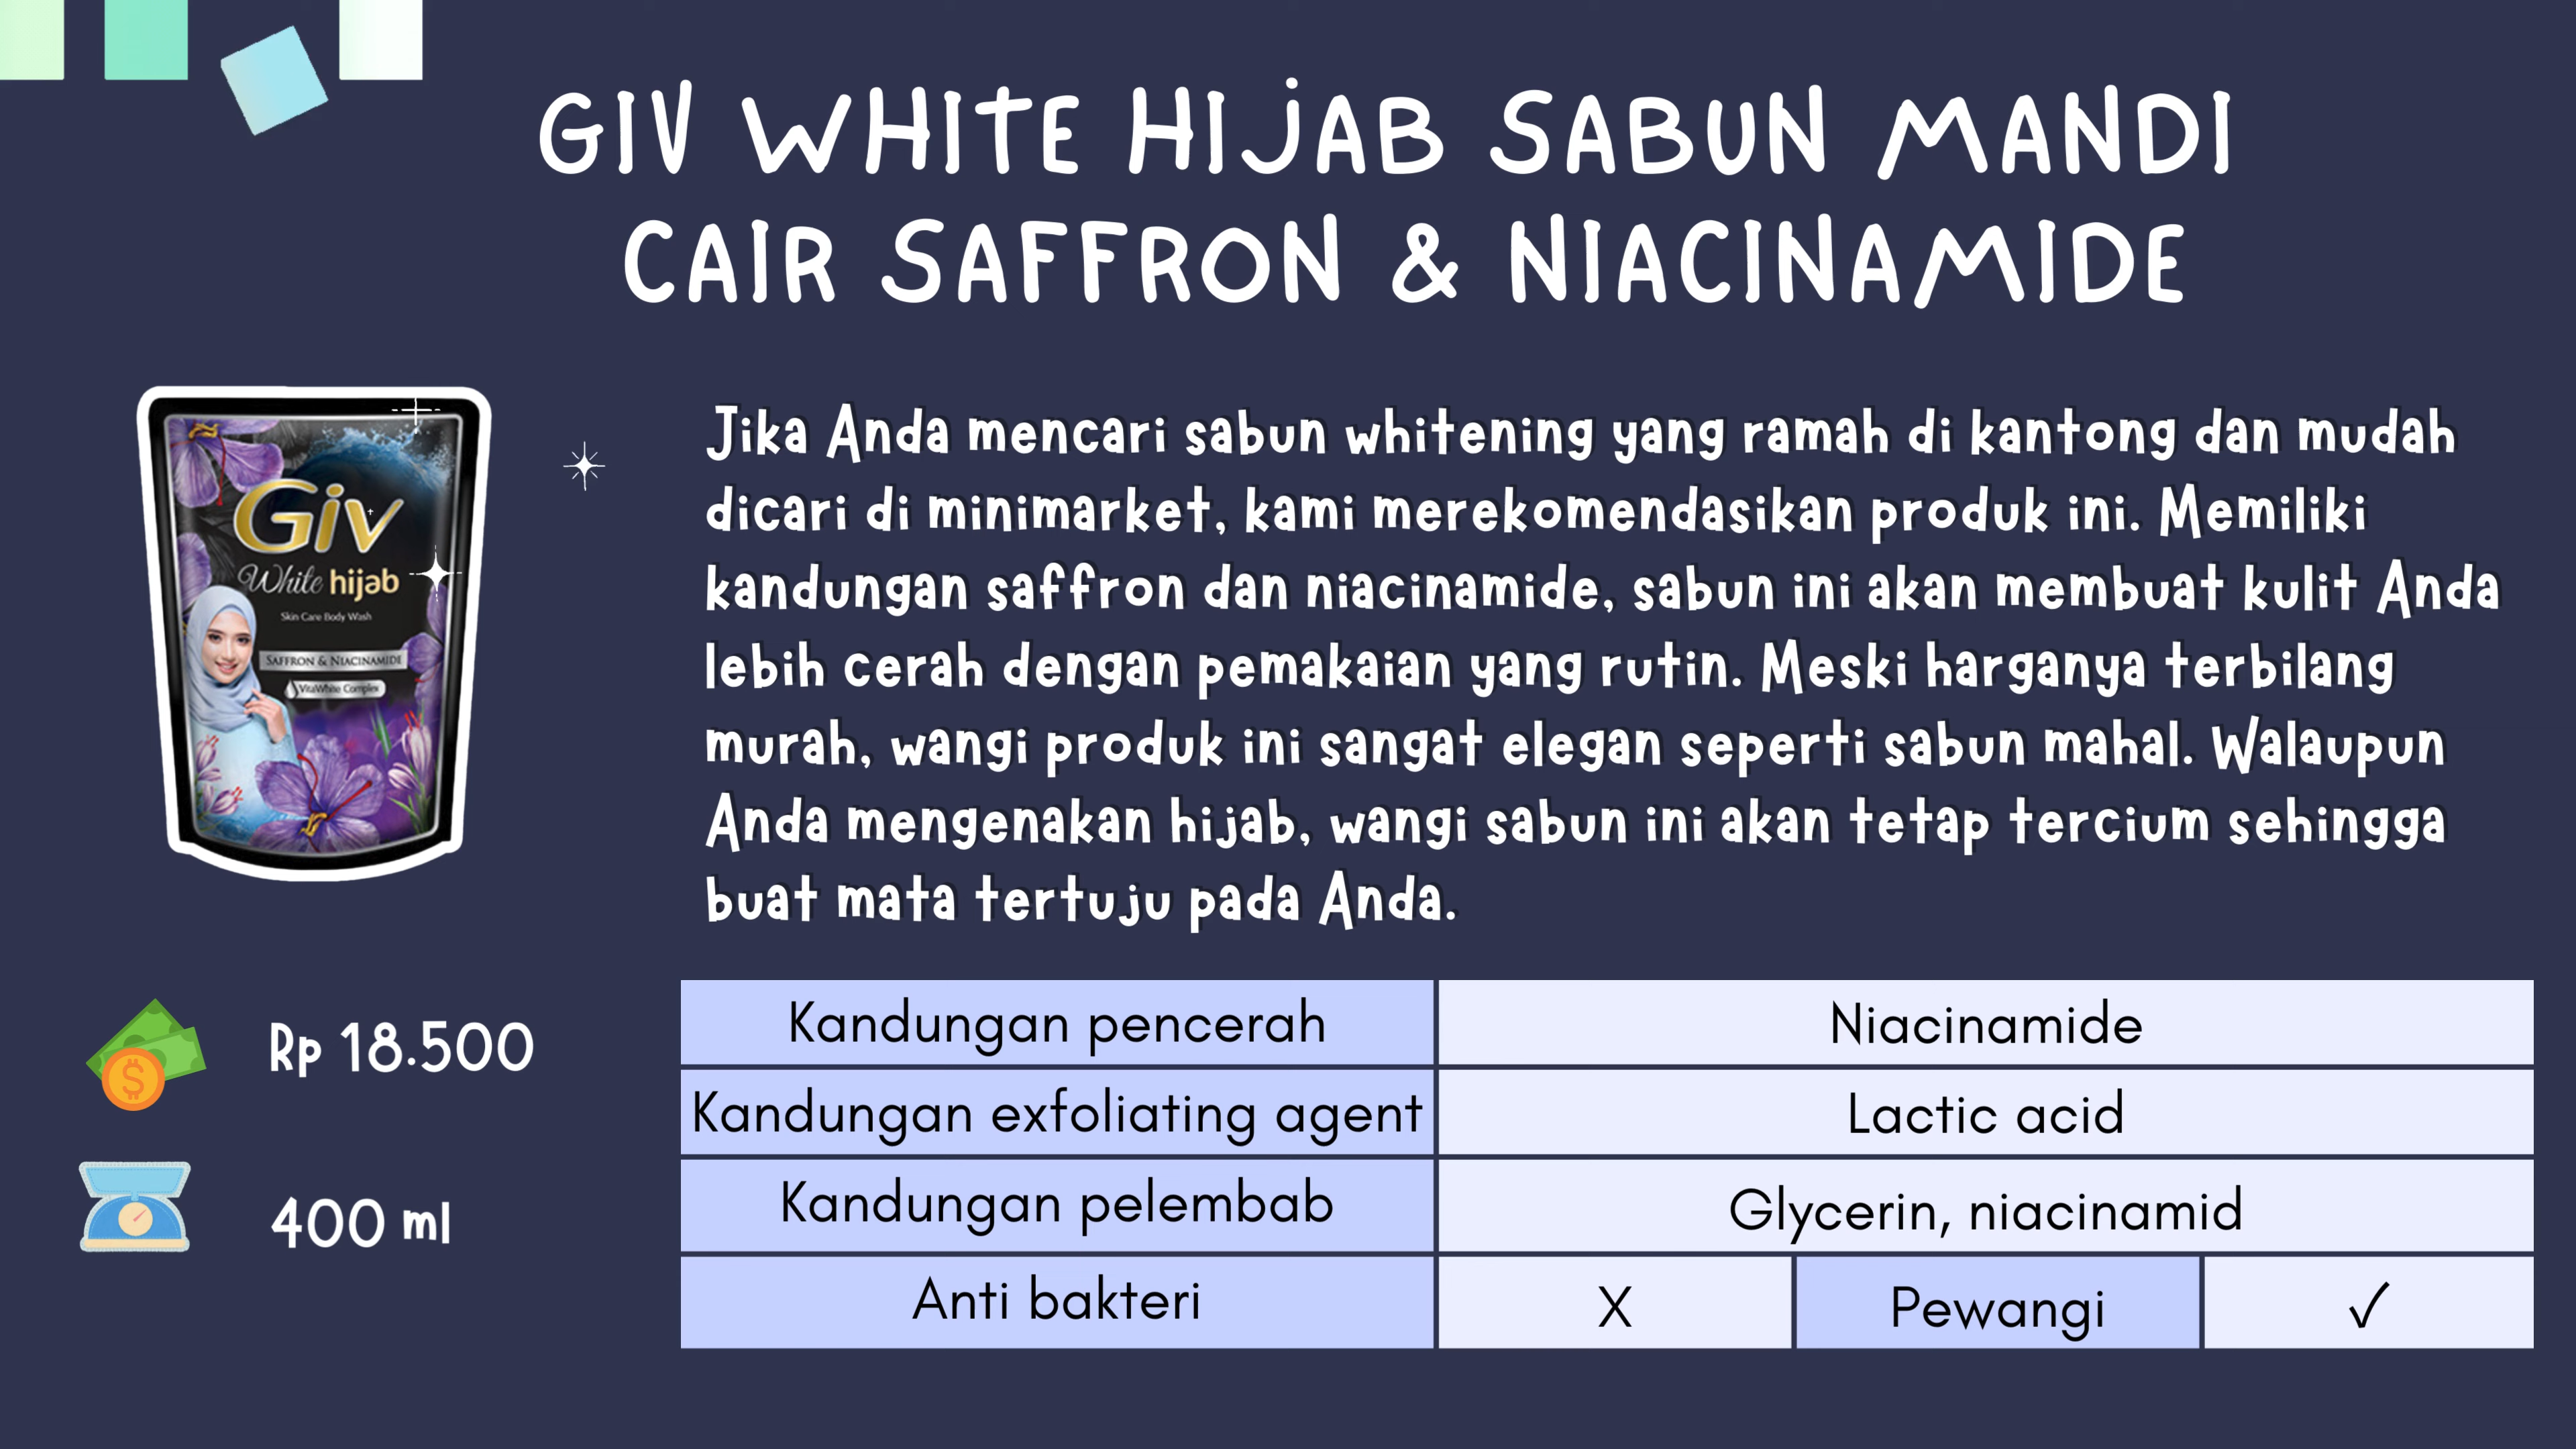 GIV WHITE HIJAB SABUN MANDI
CAIR SAFFRON & NIACINAMIDE
Giv
White hijab
Skin Care Body Wash
SAFFRON & NIACINAMIDE
VitaWhite Complex
Jika Anda mencari sabun whitening yang ramah di kantong dan mudah
dicari di minimarket, kami merekomendasikan produk ini. Memiliki
kandungan saffron dan niacinamide, sabun ini akan membuat kulit Anda
lebih cerah dengan pemakaian yang rutin. Meski harganya terbilang
murah, wangi produk ini sangat elegan seperti sabun mahal. Walaupun
Anda mengenakan hijab, wangi sabun ini akan tetap tercium sehingga
buat mata tertuju pada Anda.
$ Rp 18.500
400 ml
Kandungan pencerah Niacinamide
Kandungan exfoliating agent Lactic acid
Kandungan pelembab Glycerin, niacinamid
Anti bakteri X Pewangi ✓